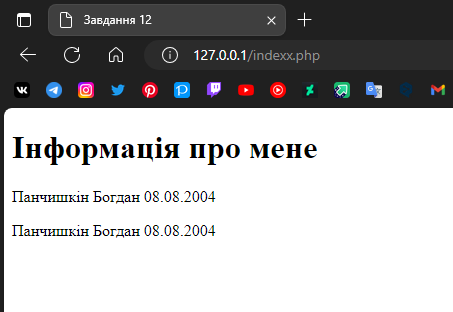 Завдання 12
127.0.0.1/indexx.php
Інформація про мене
Панчишкін Богдан 08.08.2004
Панчишкін Богдан 08.08.2004